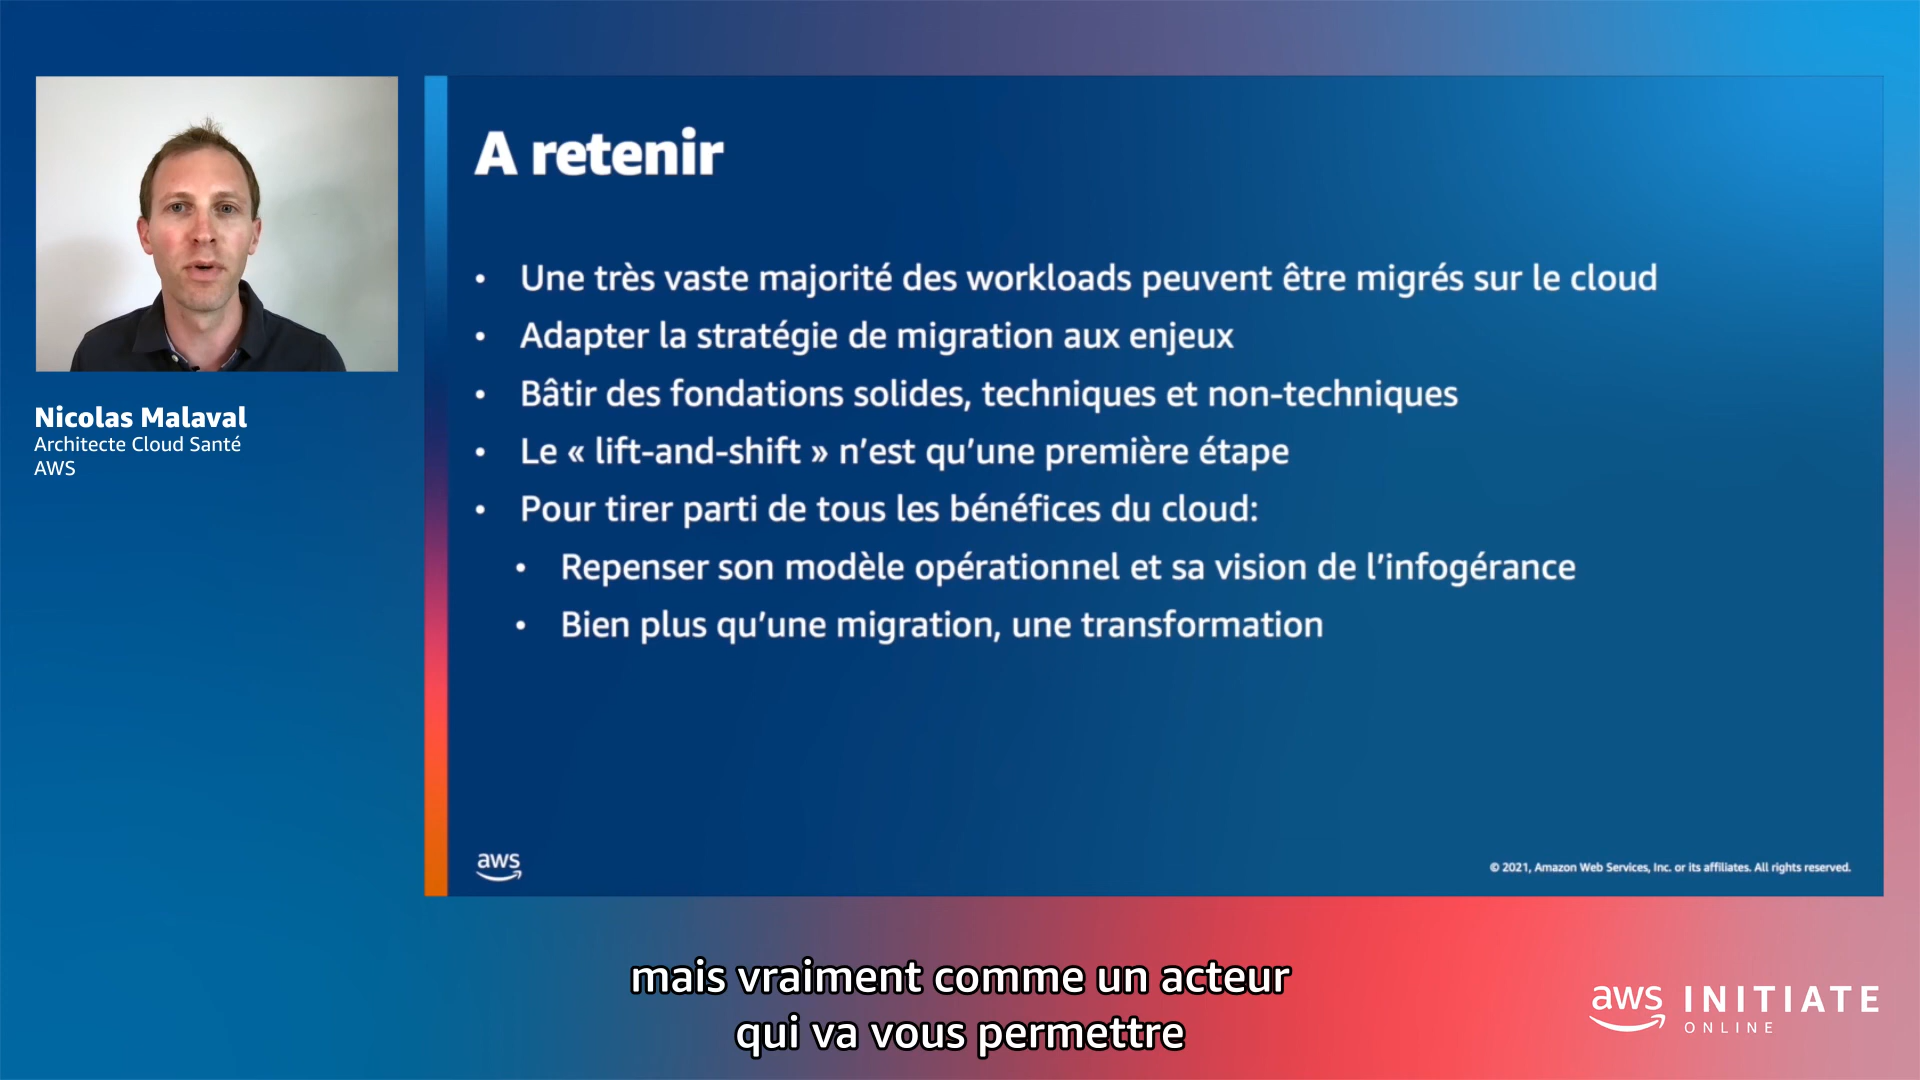 A retenir
• Une très vaste majorité des workloads peuvent être migrés sur le cloud
• Adapter la stratégie de migration aux enjeux
• Bâtir des fondations solides, techniques et non-techniques
• Le « lift-and-shift » n’est qu’une première étape
• Pour tirer parti de tous les bénéfices du cloud:
• Repenser son modèle opérationnel et sa vision de l’infogérance
• Bien plus qu’une migration, une transformation
Nicolas Malaval
Architecte Cloud Santé
AWS
aws
© 2021, Amazon Web Services, Inc. or its affiliates. All rights reserved.
mais vraiment comme un acteur
qui va vous permettre
aws INITIATE
ONLINE